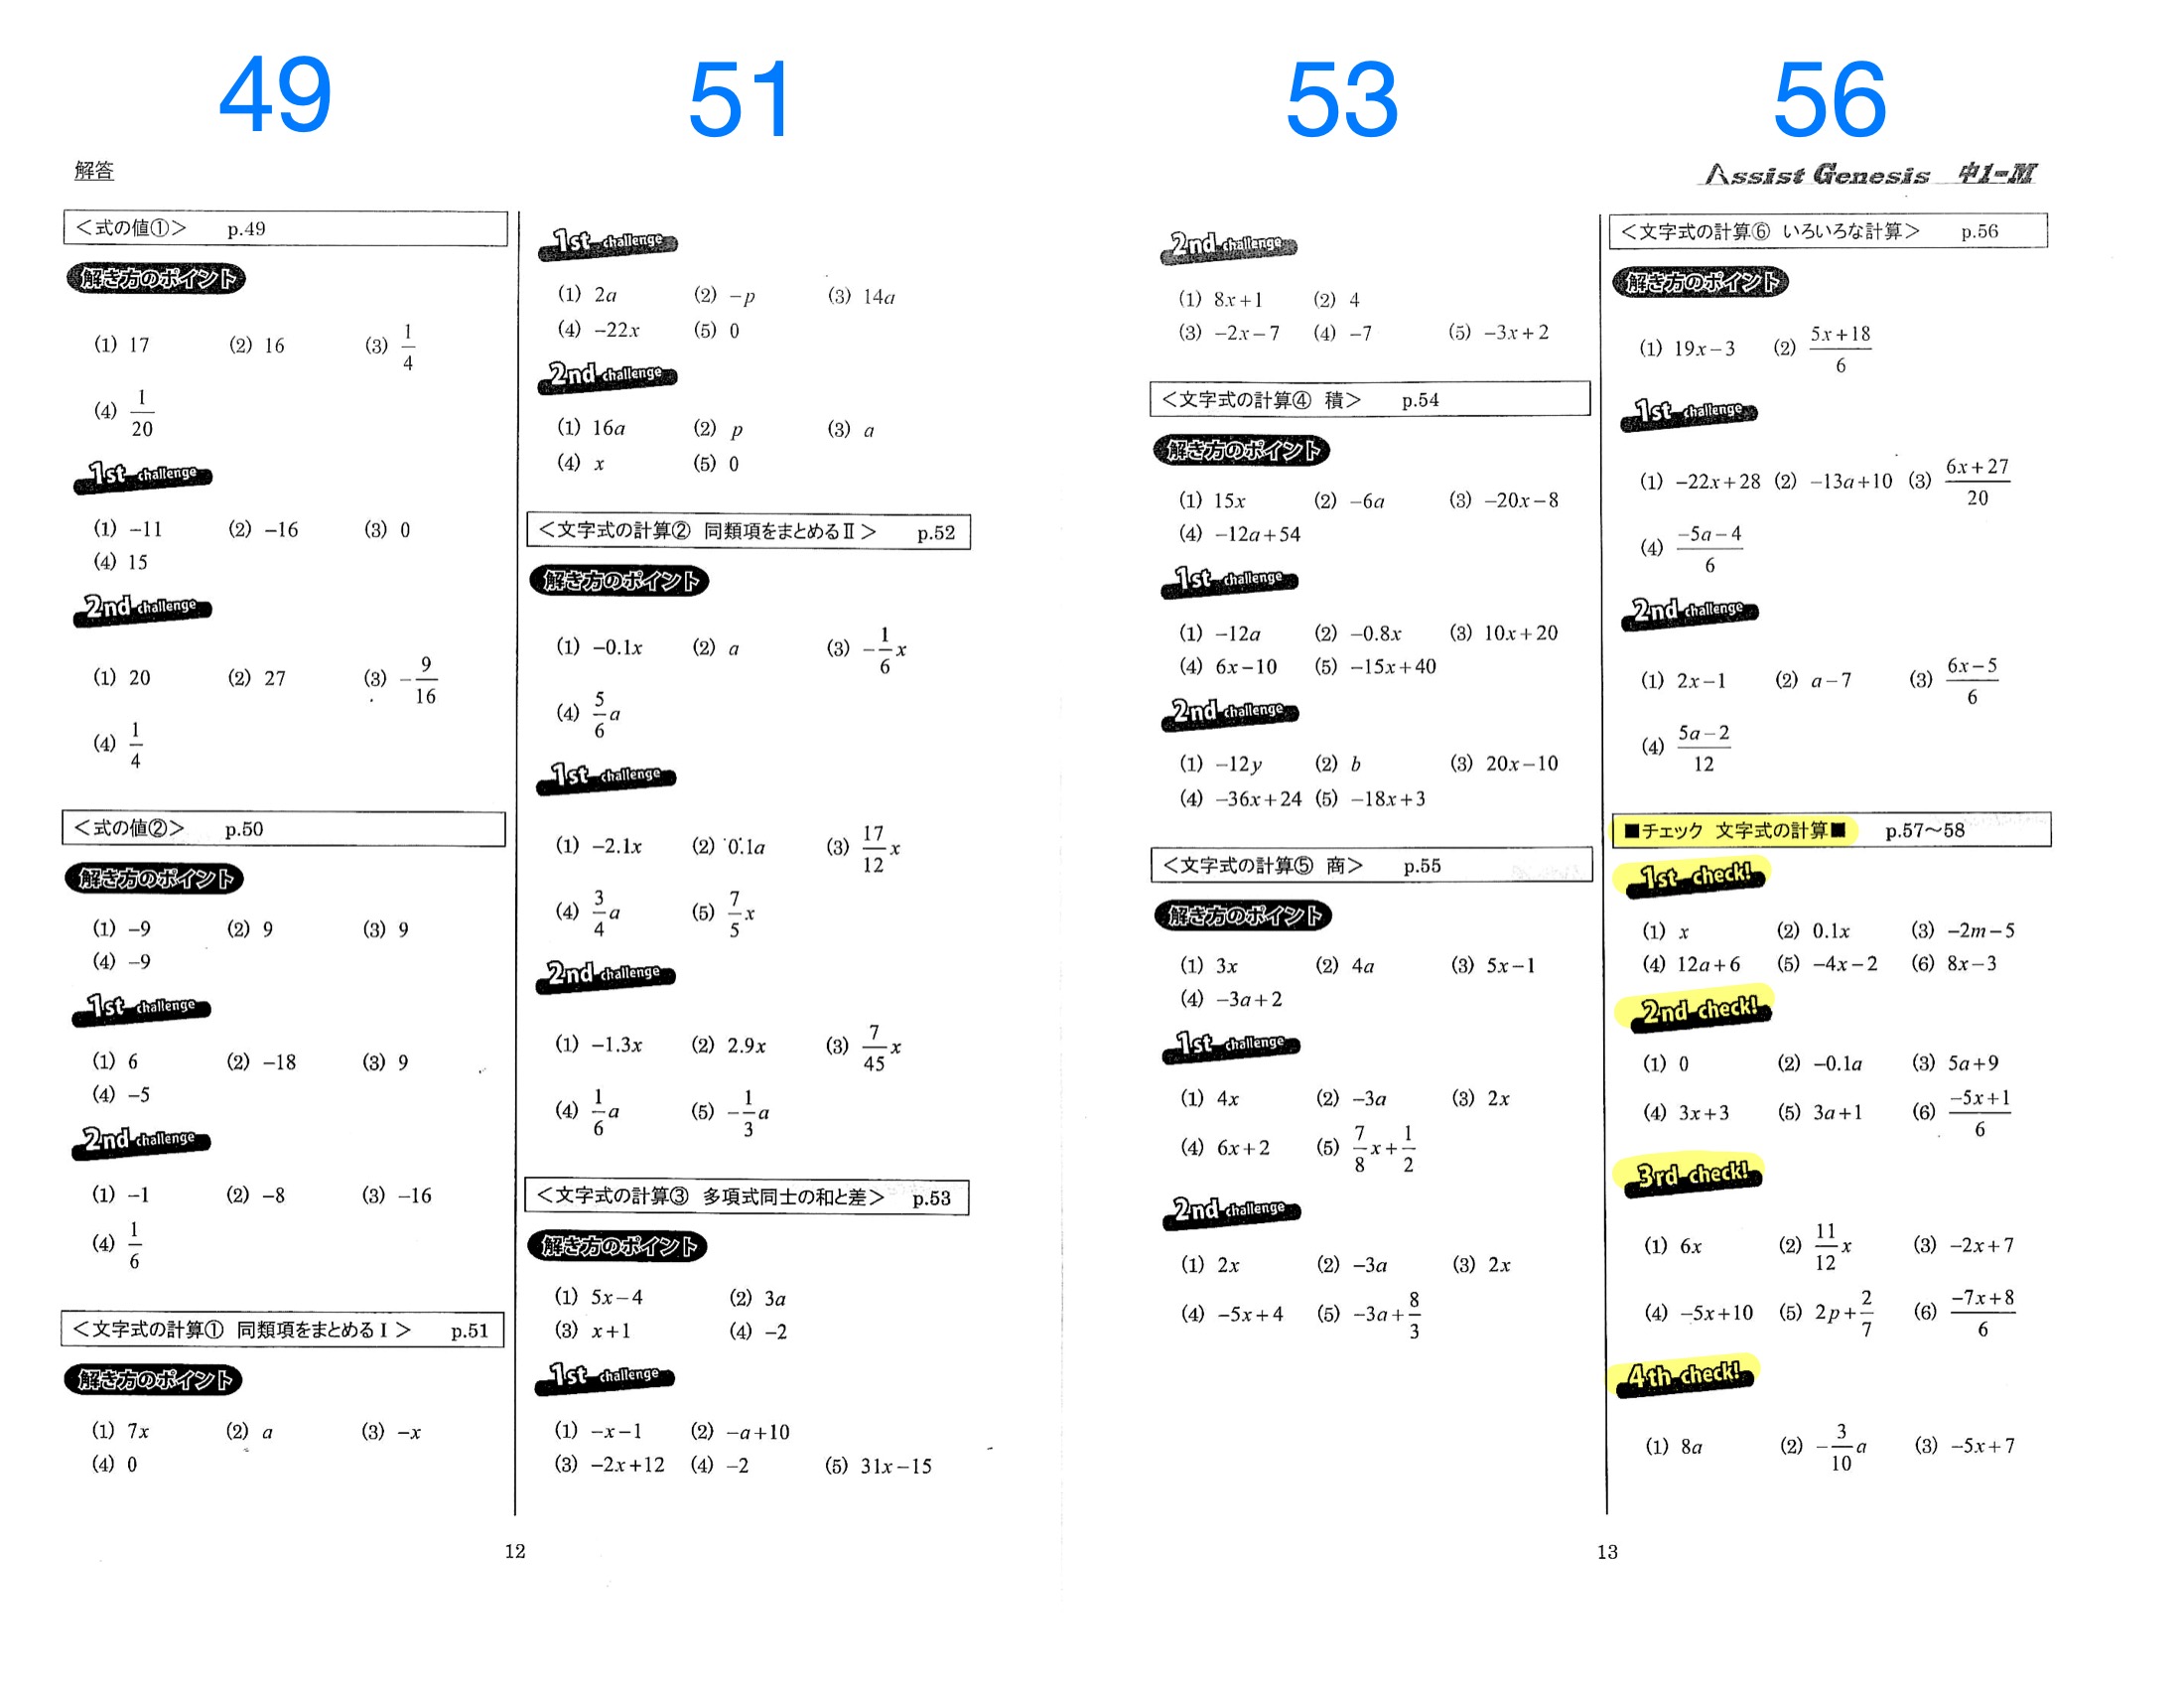 49 51 53 56
解答
Assist Genesis 中1-M
＜式の値①＞ p.49
解き方のポイント
(1) 17 (2) 16 (3) 1/4
(4) 1/20
1st challenge
(1) −11 (2) −16 (3) 0
(4) 15
2nd challenge
(1) 20 (2) 27 (3) −9/16
(4) 1/4
＜式の値②＞ p.50
解き方のポイント
(1) −9 (2) 9 (3) 9
(4) −9
1st challenge
(1) 6 (2) −18 (3) 9
(4) −5
2nd challenge
(1) −1 (2) −8 (3) −16
(4) 1/6
＜文字式の計算① 同類項をまとめるⅠ＞ p.51
解き方のポイント
(1) 7x (2) a (3) −x
(4) 0
1st challenge
(1) 2a (2) −p (3) 14a
(4) −22x (5) 0
2nd challenge
(1) 16a (2) p (3) a
(4) x (5) 0
＜文字式の計算② 同類項をまとめるⅡ＞ p.52
解き方のポイント
(1) −0.1x (2) a (3) −1/6 x
(4) 5/6 a
1st challenge
(1) −2.1x (2) 0.1a (3) 17/12 x
(4) 3/4 a (5) 7/5 x
2nd challenge
(1) −1.3x (2) 2.9x (3) 7/45 x
(4) 1/6 a (5) −1/3 a
＜文字式の計算③ 多項式同士の和と差＞ p.53
解き方のポイント
(1) 5x−4 (2) 3a
(3) x+1 (4) −2
1st challenge
(1) −x−1 (2) −a+10
(3) −2x+12 (4) −2 (5) 31x−15
12
2nd challenge
(1) 8x+1 (2) 4
(3) −2x−7 (4) −7 (5) −3x+2
＜文字式の計算④ 積＞ p.54
解き方のポイント
(1) 15x (2) −6a (3) −20x−8
(4) −12a+54
1st challenge
(1) −12a (2) −0.8x (3) 10x+20
(4) 6x−10 (5) −15x+40
2nd challenge
(1) −12y (2) b (3) 20x−10
(4) −36x+24 (5) −18x+3
＜文字式の計算⑤ 商＞ p.55
解き方のポイント
(1) 3x (2) 4a (3) 5x−1
(4) −3a+2
1st challenge
(1) 4x (2) −3a (3) 2x
(4) 6x+2 (5) 7/8 x+1/2
2nd challenge
(1) 2x (2) −3a (3) 2x
(4) −5x+4 (5) −3a+8/3
＜文字式の計算⑥ いろいろな計算＞ p.56
解き方のポイント
(1) 19x−3 (2) (5x+18)/6
1st challenge
(1) −22x+28 (2) −13a+10 (3) (6x+27)/20
(4) (−5a−4)/6
2nd challenge
(1) 2x−1 (2) a−7 (3) (6x−5)/6
(4) (5a−2)/12
■チェック 文字式の計算■ p.57～58
1st check!
(1) x (2) 0.1x (3) −2m−5
(4) 12a+6 (5) −4x−2 (6) 8x−3
2nd check!
(1) 0 (2) −0.1a (3) 5a+9
(4) 3x+3 (5) 3a+1 (6) (−5x+1)/6
3rd check!
(1) 6x (2) 11/12 x (3) −2x+7
(4) −5x+10 (5) 2p+2/7 (6) (−7x+8)/6
4th check!
(1) 8a (2) −3/10 a (3) −5x+7
13